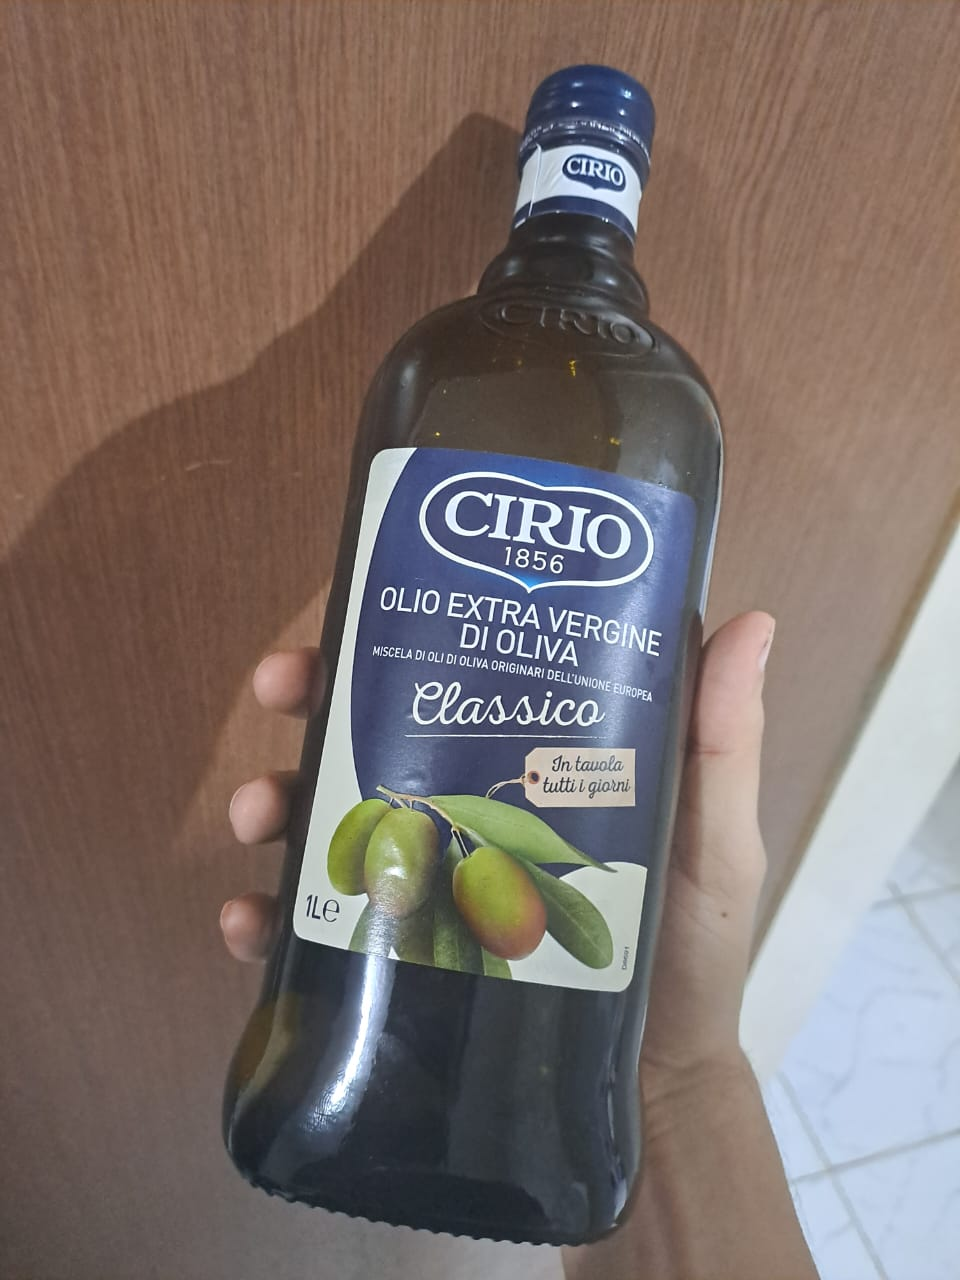 CIRIO
CIRIO
CIRIO
1856
OLIO EXTRA VERGINE
DI OLIVA
MISCELA DI OLI DI OLIVA ORIGINARI DELL'UNIONE EUROPEA
Classico
In tavola
tutti i giorni
1L℮